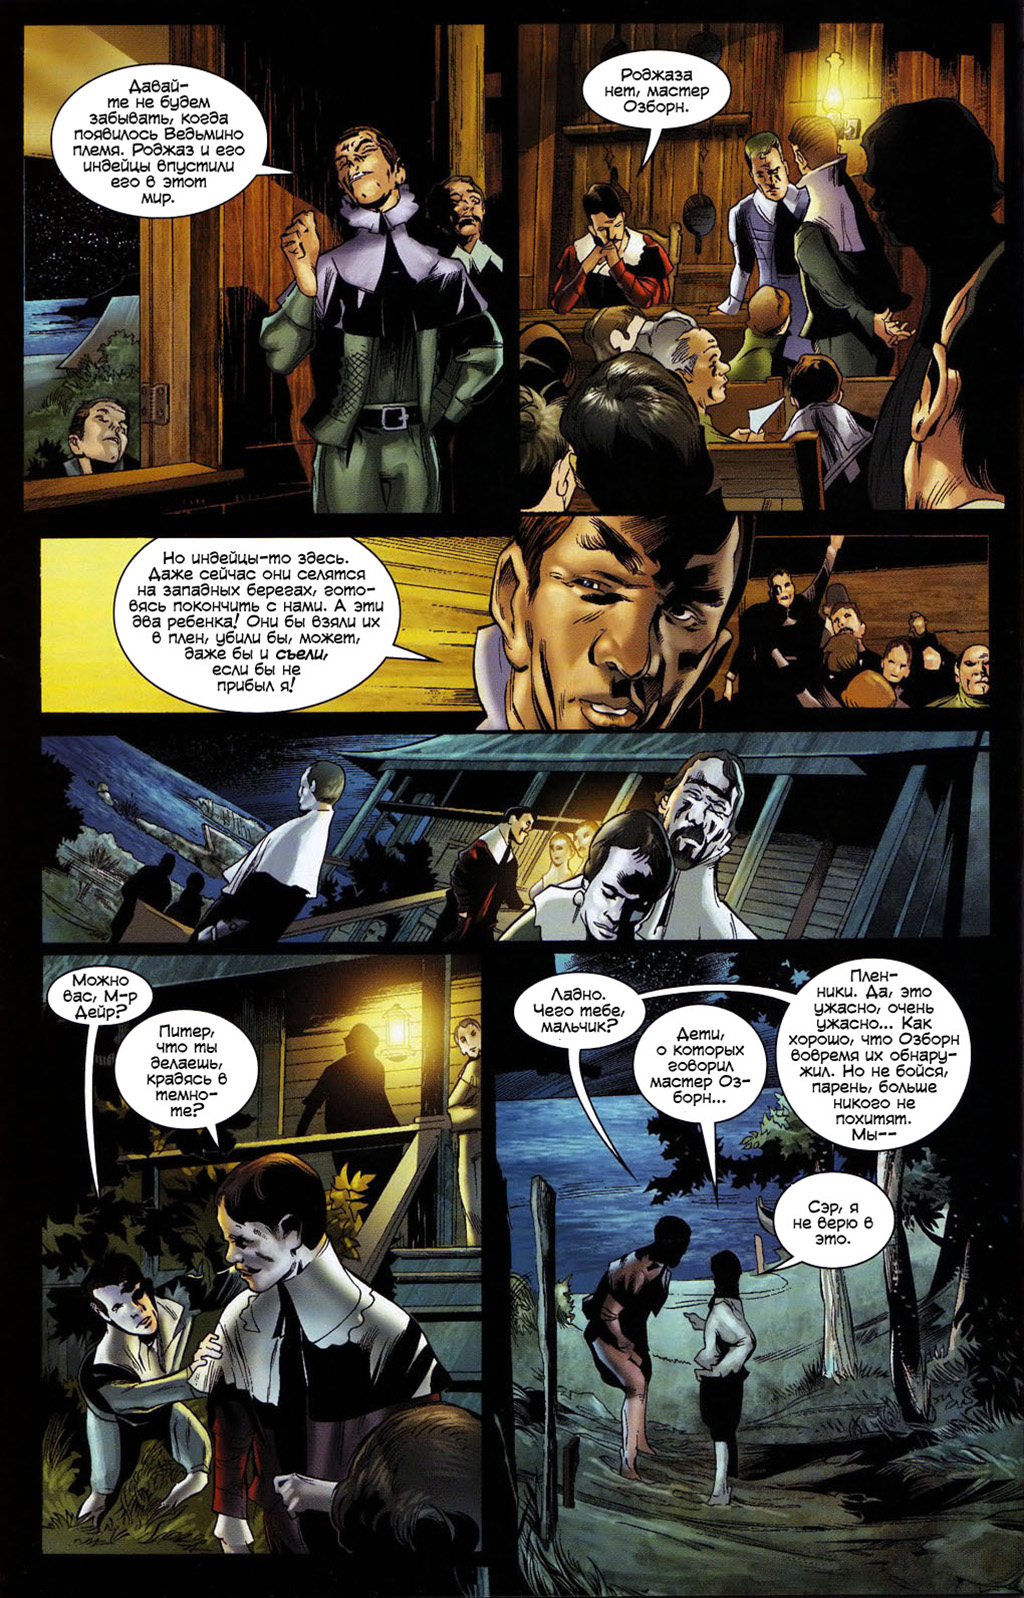 Давай-
те не будем
забывать, когда
появилось Ведьмино
племя. Роджаз и его
индейцы впустили
его в этот
мир.
Роджаза
нет, мастер
Озборн.
Но индейцы-то здесь.
Даже сейчас они селятся
на западных берегах, гото-
вясь покончить с нами. А эти
два ребенка! Они бы взяли их
в плен, убили бы, может,
даже бы и съели,
если бы не
прибыл я!
Можно
вас, М-р
Дейр?
Питер,
что ты
делаешь,
крадясь в
темно-
те?
Ладно.
Чего тебе,
мальчик?
Дети,
о которых
говорил
мастер Оз-
борн...
Плен-
ники. Да, это
ужасно, очень
ужасно... Как
хорошо, что Озборн
вовремя их обнару-
жил. Но не бойся,
парень, больше
никого не
похитят.
Мы--
Сэр, я
не верю в
это.